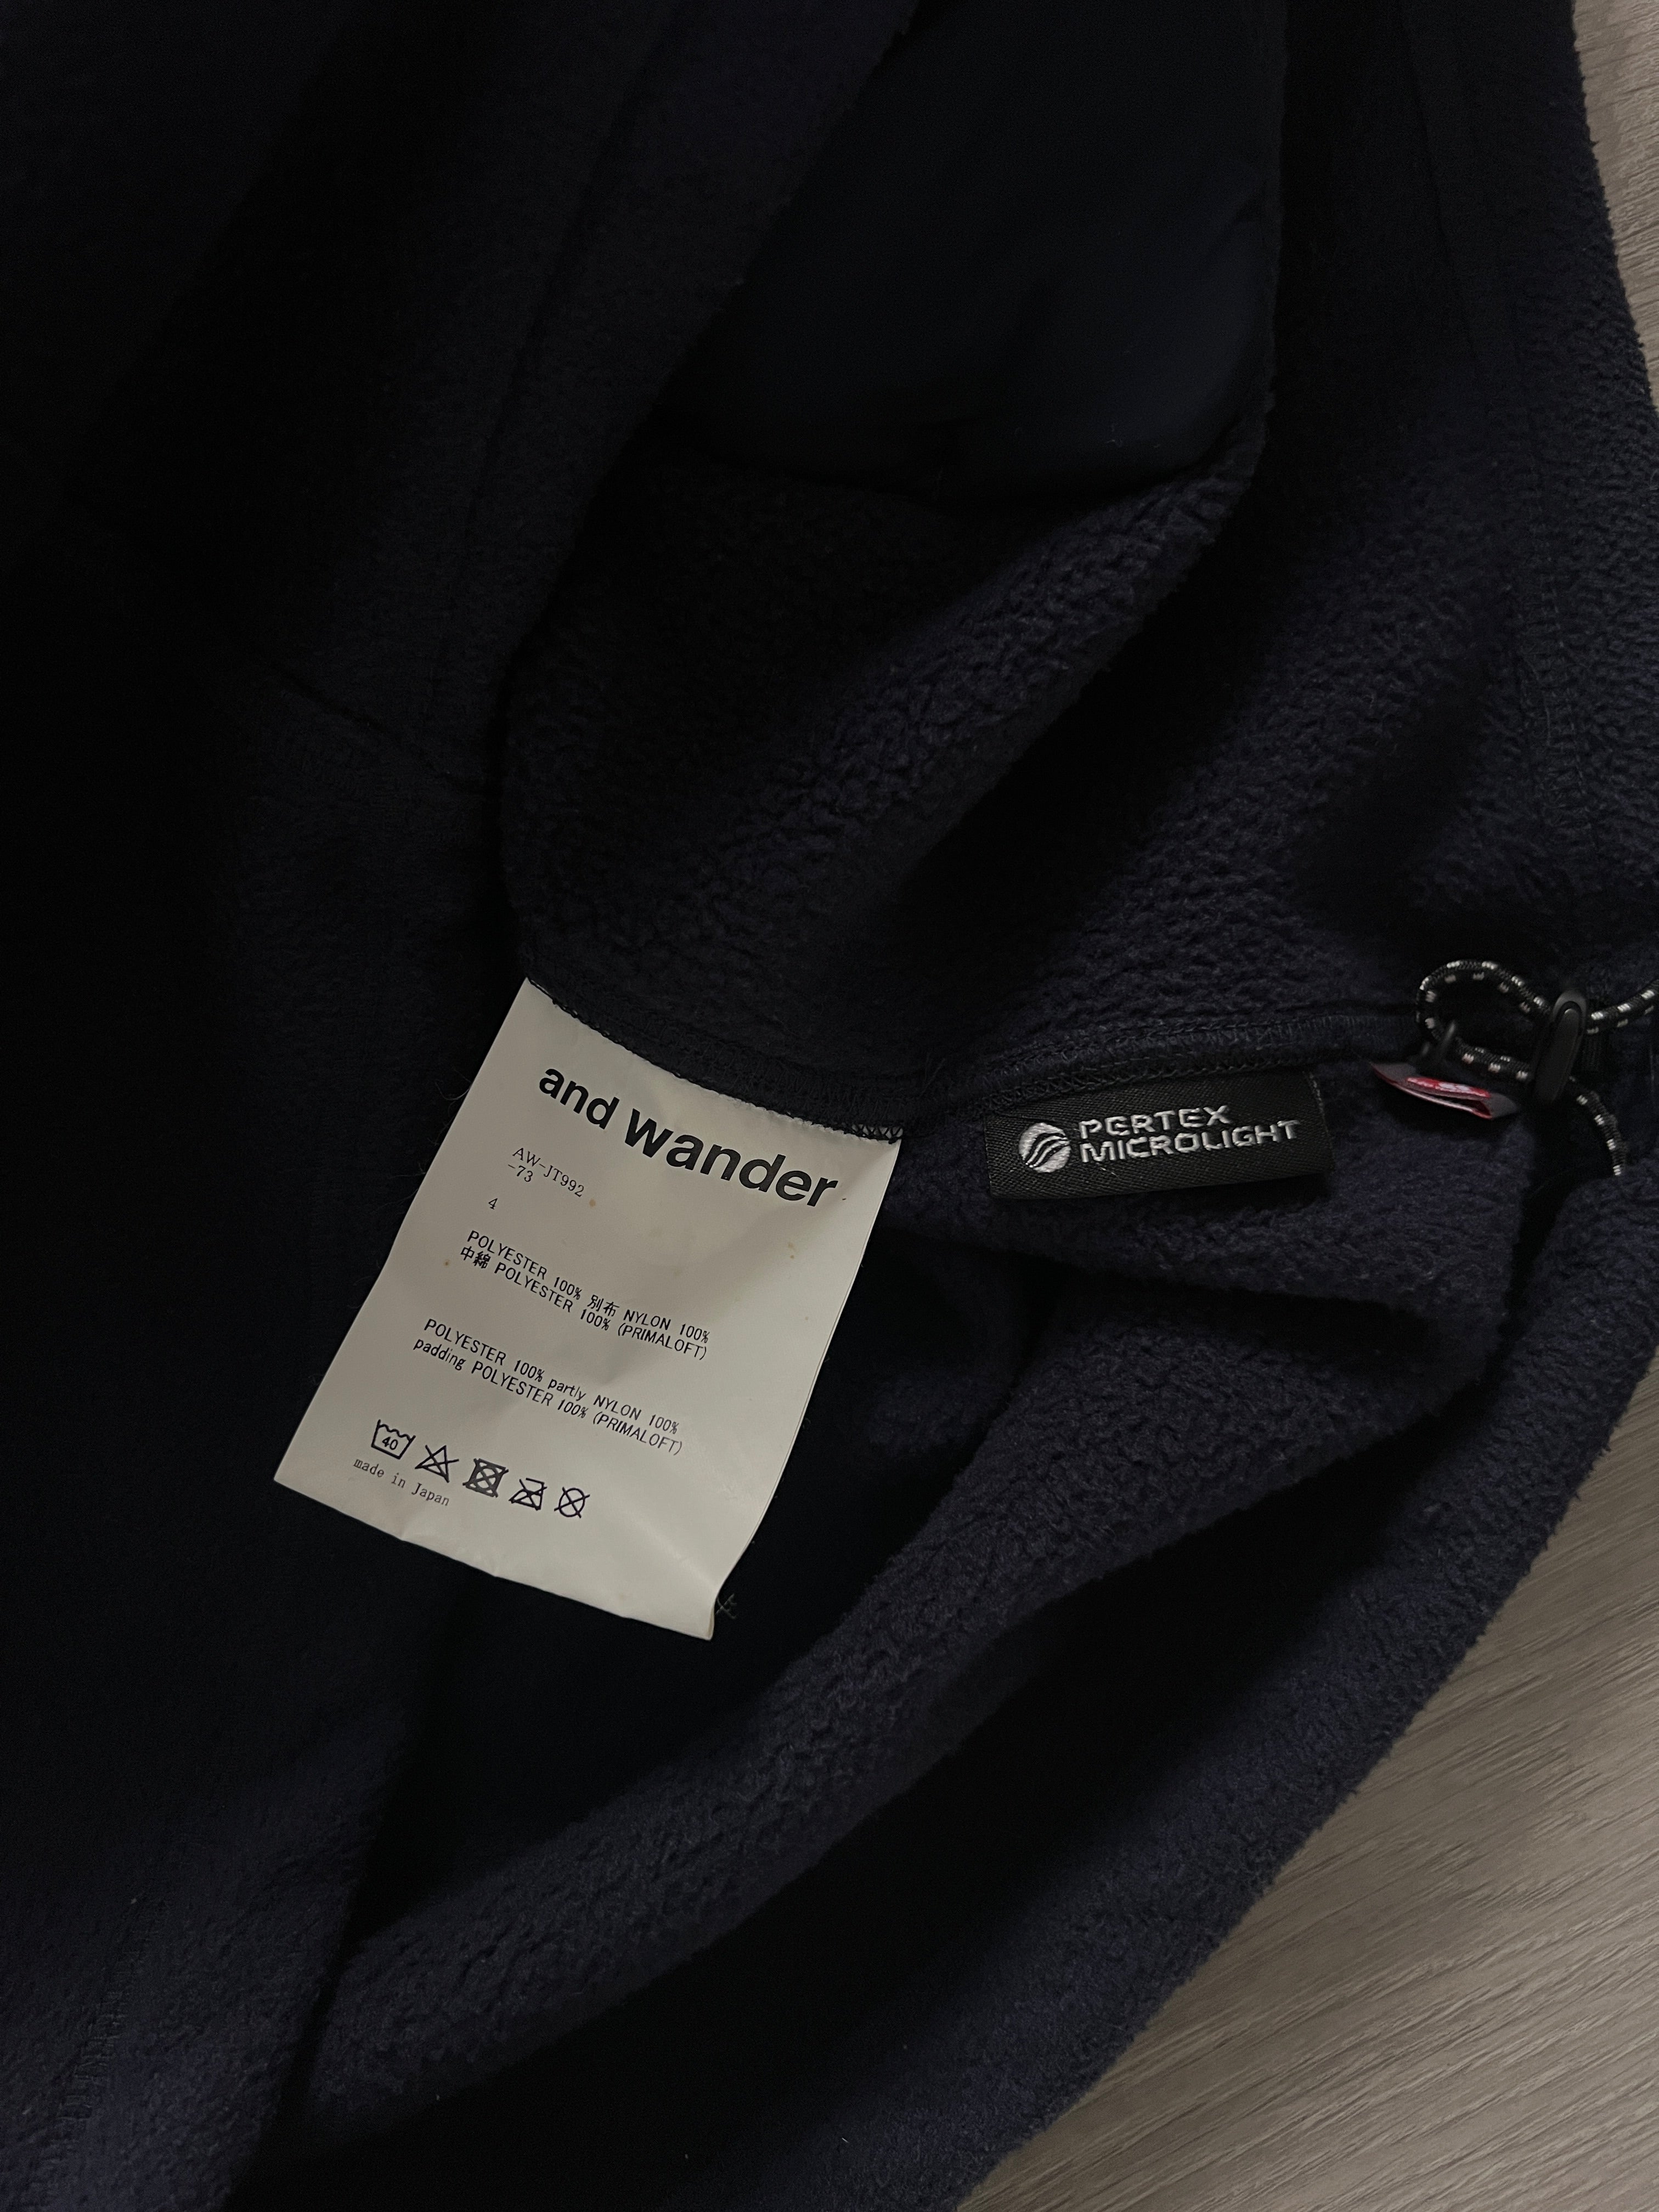 and wander
AW-JT992
-73
4
POLYESTER 100% 別布 NYLON 100%
中綿 POLYESTER 100% (PRIMALOFT)
POLYESTER 100% partly NYLON 100%
padding POLYESTER 100% (PRIMALOFT)
40
made in Japan
PERTEX
MICROLIGHT